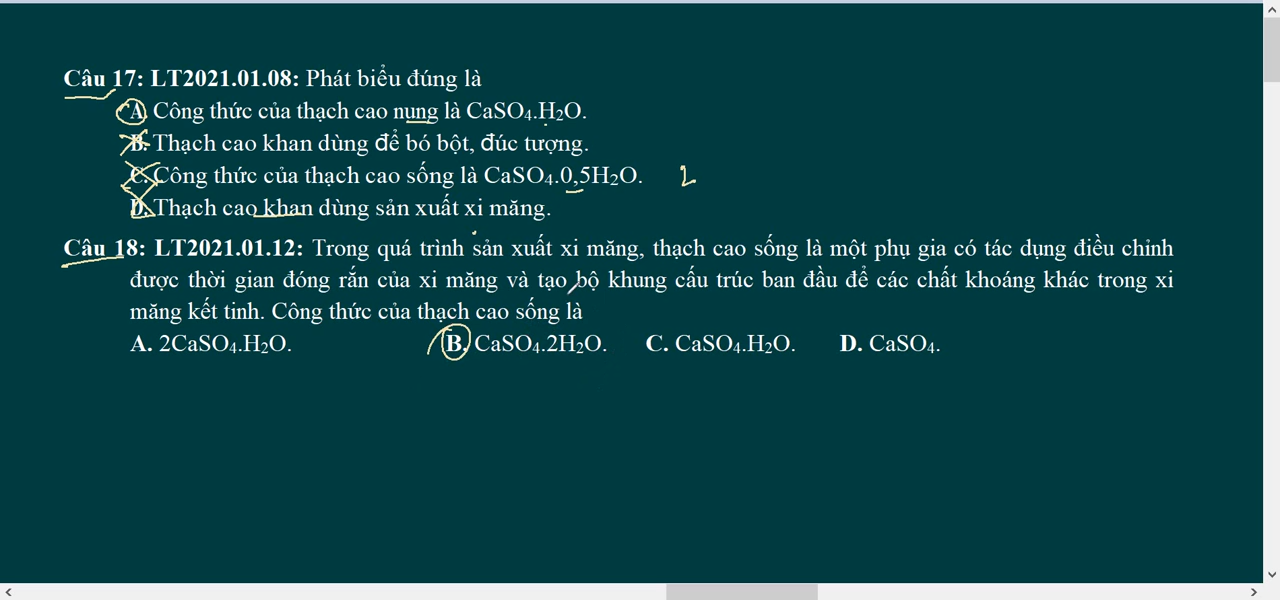 Câu 17: LT2021.01.08: Phát biểu đúng là
A. Công thức của thạch cao nung là CaSO₄.H₂O.
B. Thạch cao khan dùng để bó bột, đúc tượng.
C. Công thức của thạch cao sống là CaSO₄.0,5H₂O. 2
D. Thạch cao khan dùng sản xuất xi măng.
Câu 18: LT2021.01.12: Trong quá trình sản xuất xi măng, thạch cao sống là một phụ gia có tác dụng điều chỉnh
được thời gian đóng rắn của xi măng và tạo bộ khung cấu trúc ban đầu để các chất khoáng khác trong xi
măng kết tinh. Công thức của thạch cao sống là
A. 2CaSO₄.H₂O. B. CaSO₄.2H₂O. C. CaSO₄.H₂O. D. CaSO₄.